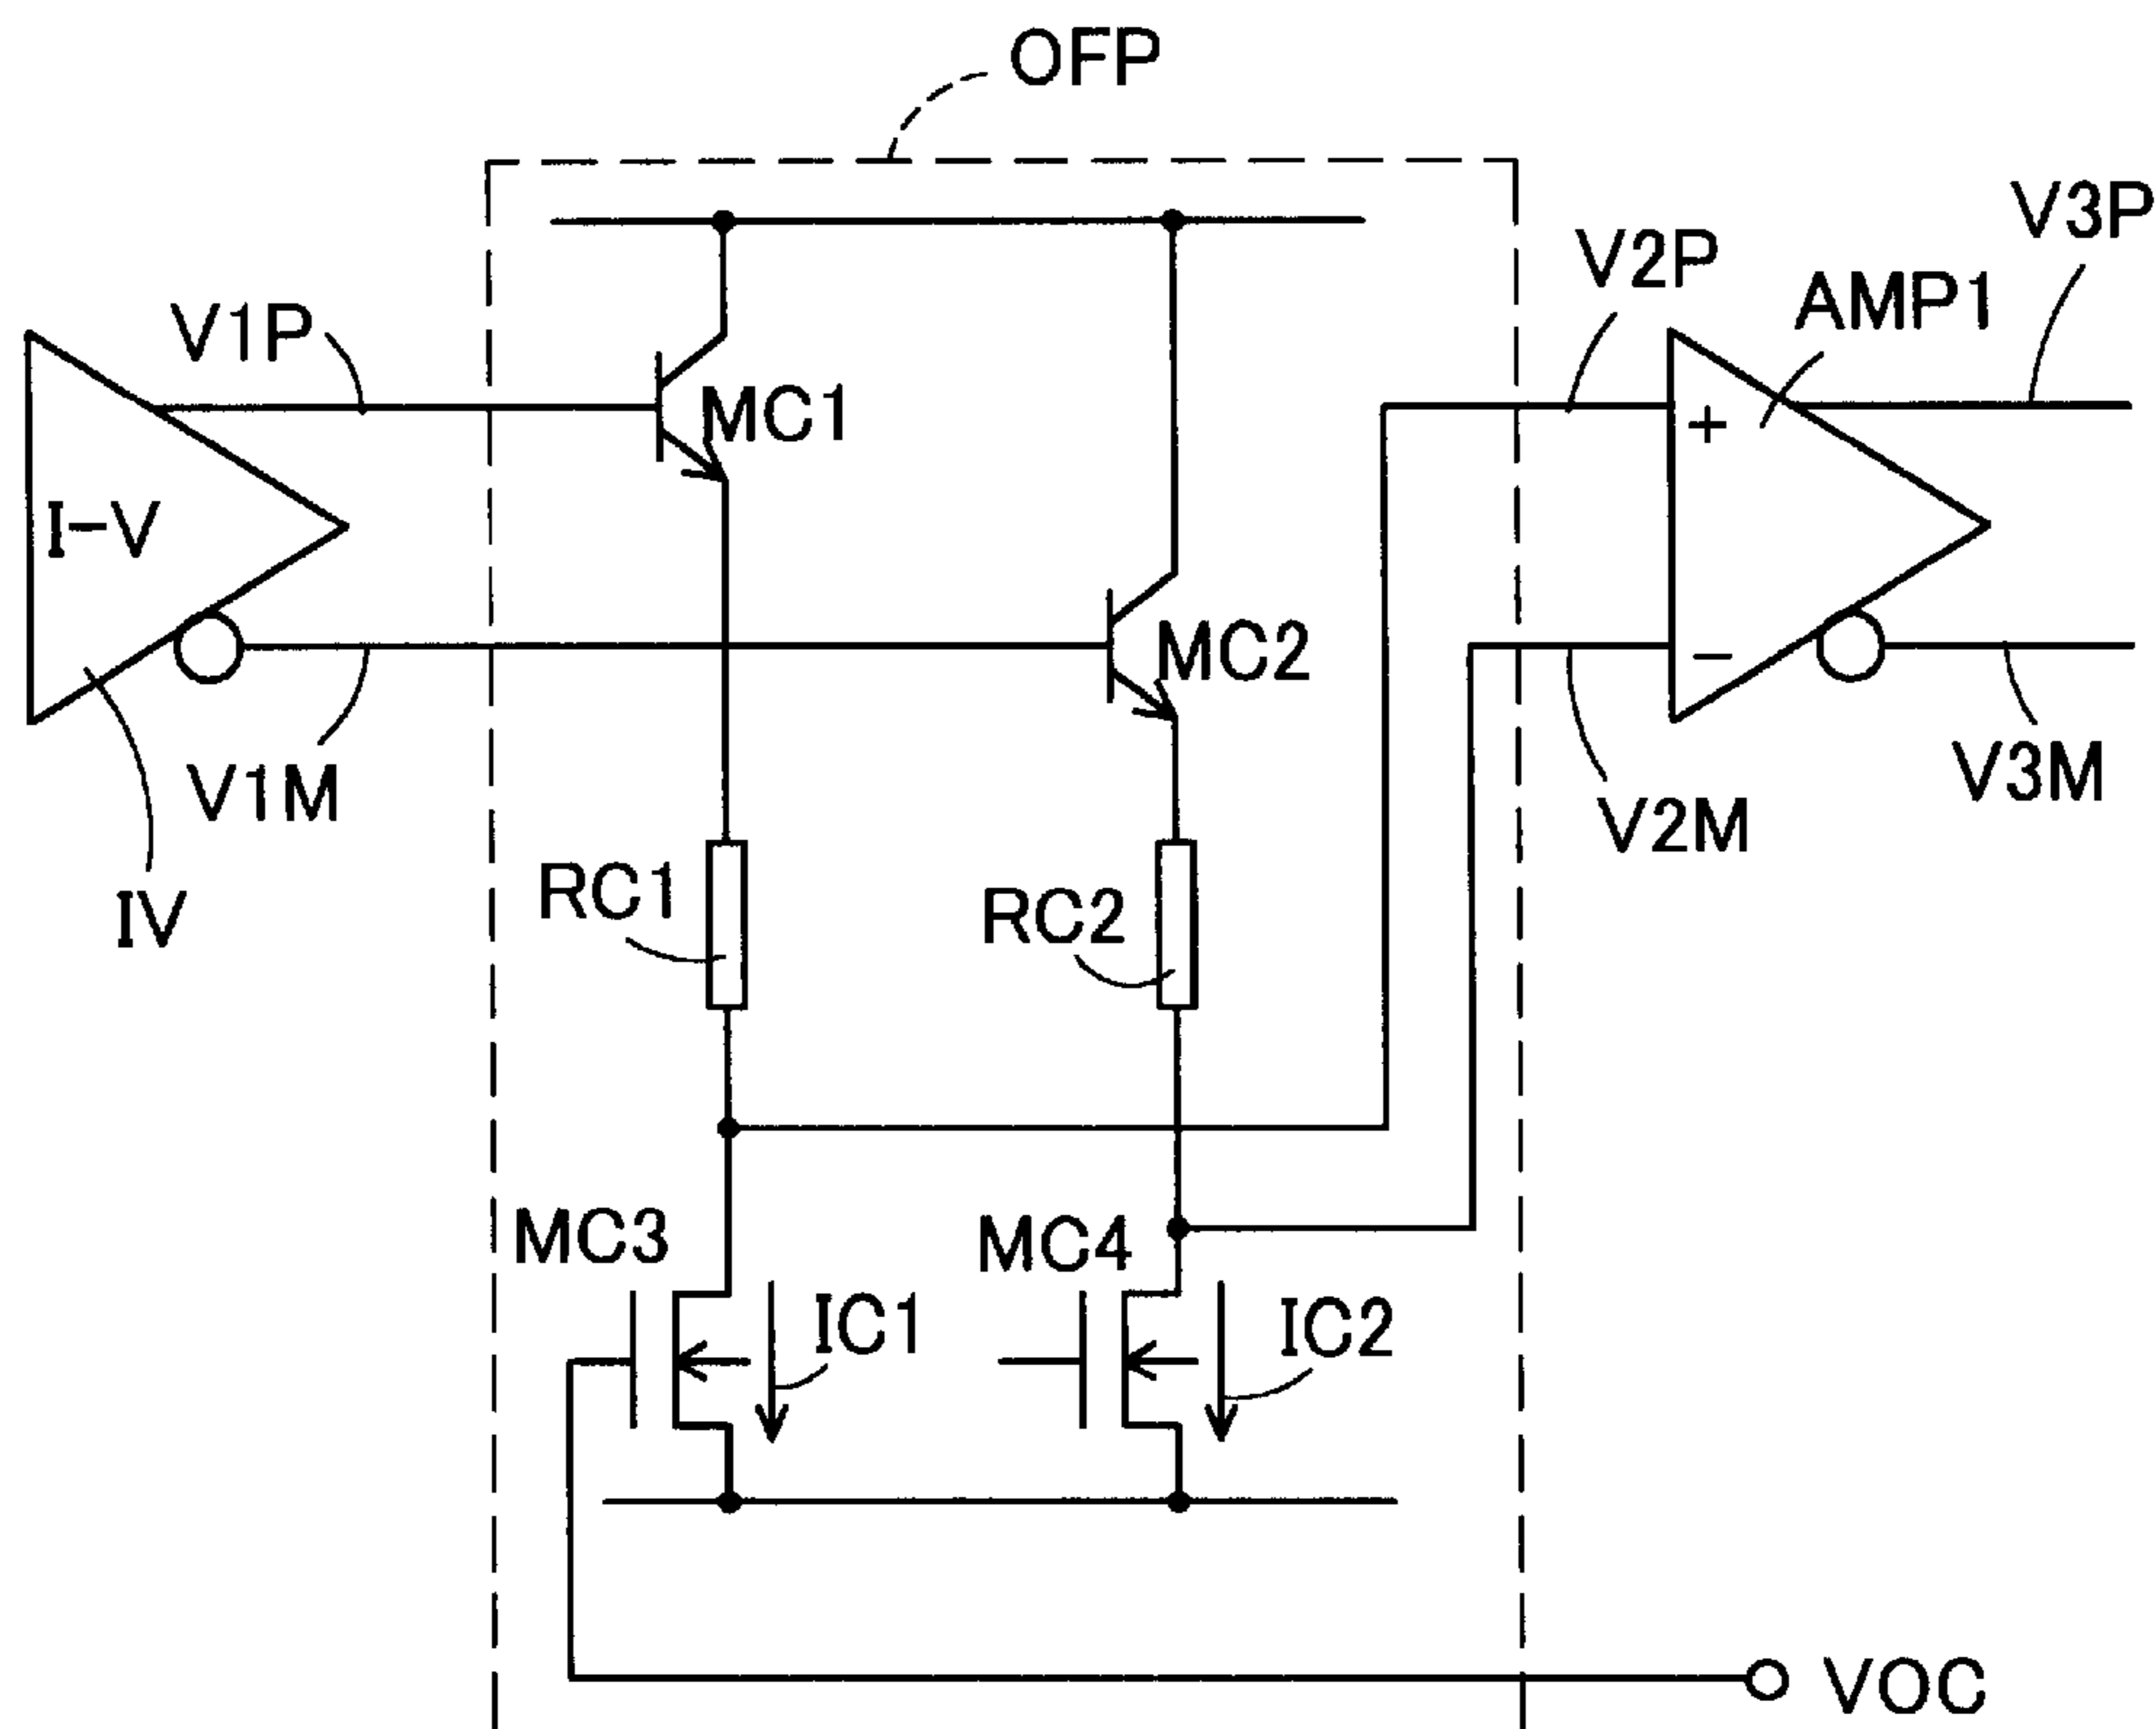 OFP
V3P
V2P
AMP1
V1P
MC1
+
I-V
MC2
-
V1M
V3M
V2M
RC1
RC2
IV
MC3
MC4
IC1
IC2
VOC